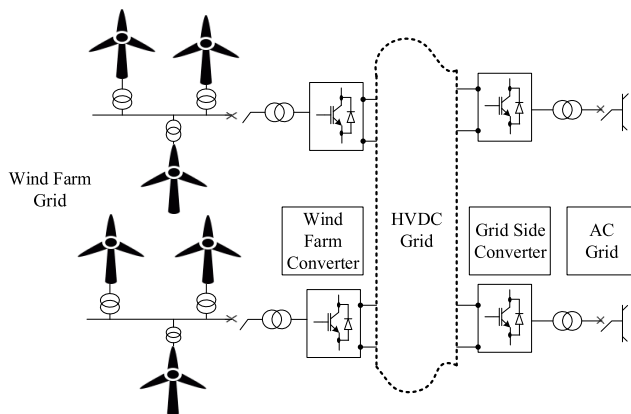 Wind Farm
Grid
Wind
Farm
Converter
HVDC
Grid
Grid Side
Converter
AC
Grid